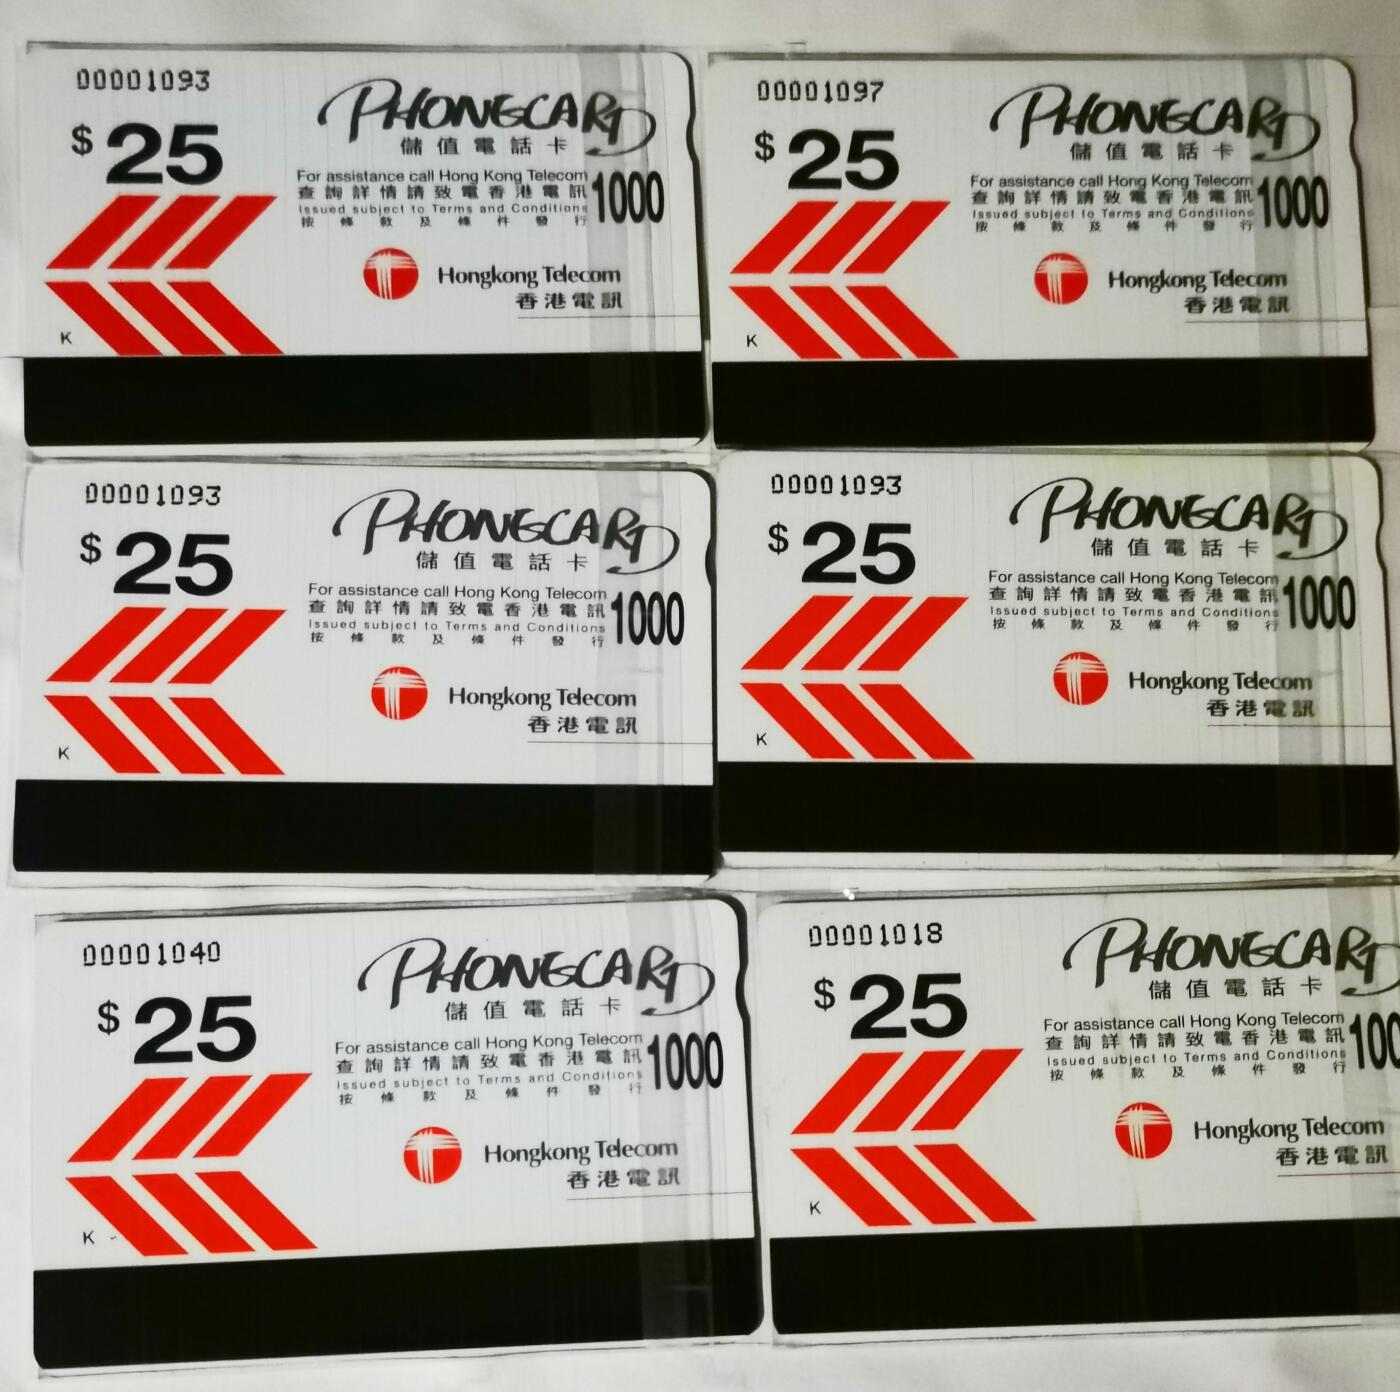 00001093
$ 25
PHONECARD
儲值電話卡
For assistance call Hong Kong Telecom
查詢詳情請致電香港電訊
Issued subject to Terms and Conditions
按條款及條件發行
1000
Hongkong Telecom
香港電訊
K
00001097
$ 25
PHONECARD
儲值電話卡
For assistance call Hong Kong Telecom
查詢詳情請致電香港電訊
Issued subject to Terms and Conditions
按條款及條件發行
1000
Hongkong Telecom
香港電訊
K
00001093
$ 25
PHONECARD
儲值電話卡
For assistance call Hong Kong Telecom
查詢詳情請致電香港電訊
Issued subject to Terms and Conditions
按條款及條件發行
1000
Hongkong Telecom
香港電訊
K
00001093
$ 25
PHONECARD
儲值電話卡
For assistance call Hong Kong Telecom
查詢詳情請致電香港電訊
Issued subject to Terms and Conditions
按條款及條件發行
1000
Hongkong Telecom
香港電訊
K
00001040
$ 25
PHONECARD
儲值電話卡
For assistance call Hong Kong Telecom
查詢詳情請致電香港電訊
Issued subject to Terms and Conditions
按條款及條件發行
1000
Hongkong Telecom
香港電訊
K
00001018
$ 25
PHONECARD
儲值電話卡
For assistance call Hong Kong Telecom
查詢詳情請致電香港電訊
Issued subject to Terms and Conditions
按條款及條件發行
100
Hongkong Telecom
香港電訊
K